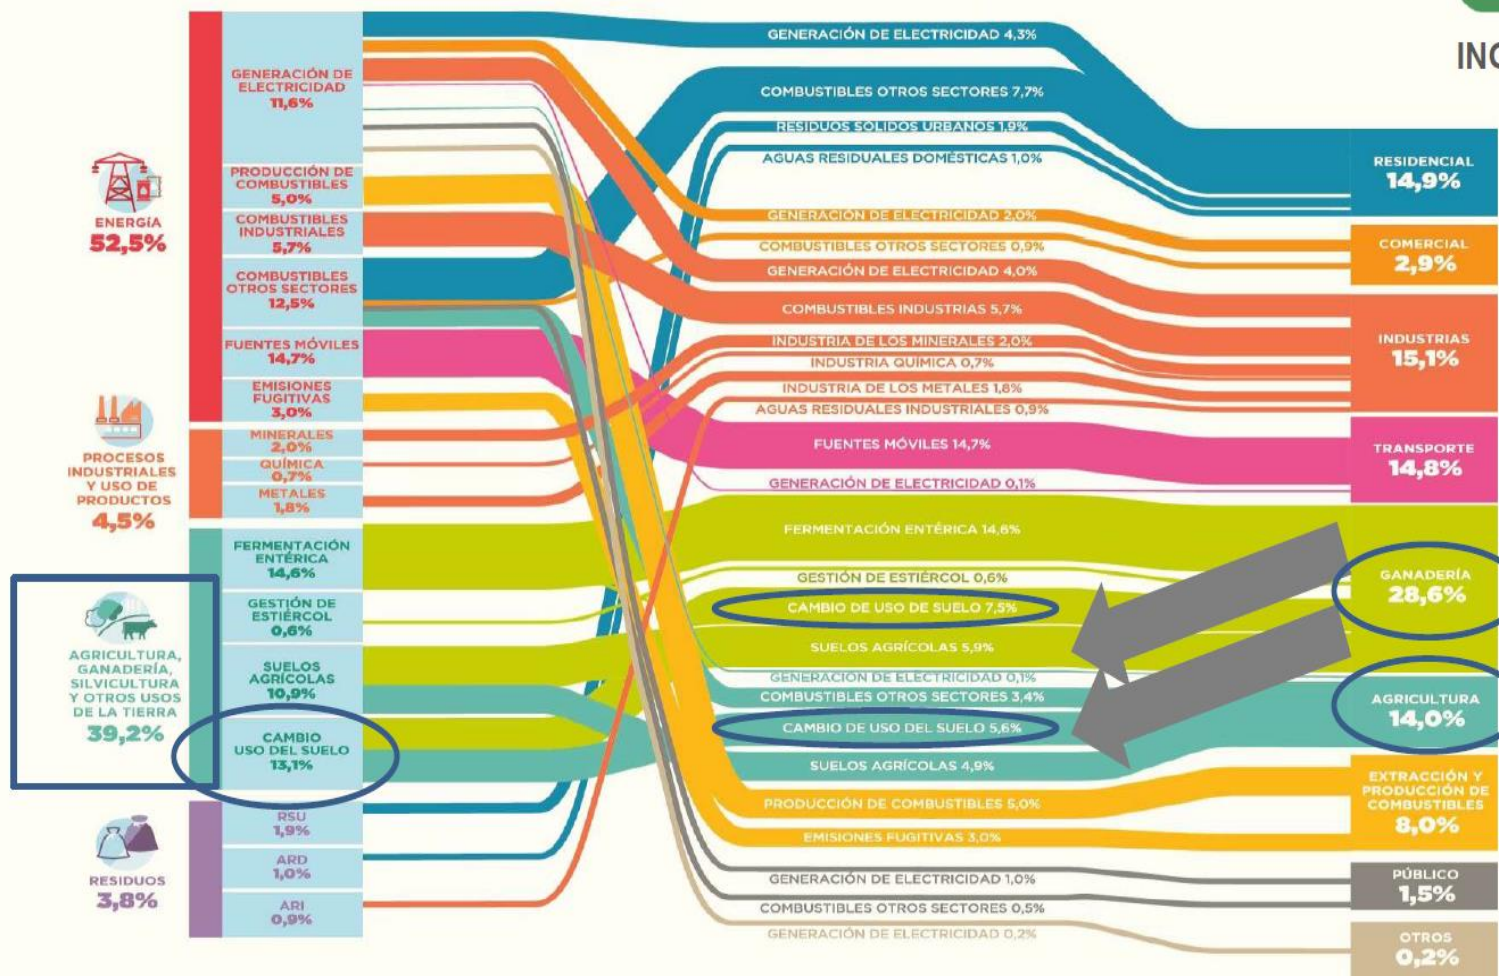 INC
ENERGÍA
52,5%
PROCESOS
INDUSTRIALES
Y USO DE
PRODUCTOS
4,5%
AGRICULTURA,
GANADERÍA,
SILVICULTURA
Y OTROS USOS
DE LA TIERRA
39,2%
RESIDUOS
3,8%
GENERACIÓN DE
ELECTRICIDAD
11,6%
PRODUCCIÓN DE
COMBUSTIBLES
5,0%
COMBUSTIBLES
INDUSTRIALES
5,7%
COMBUSTIBLES
OTROS SECTORES
12,5%
FUENTES MÓVILES
14,7%
EMISIONES
FUGITIVAS
3,0%
MINERALES
2,0%
QUÍMICA
0,7%
METALES
1,8%
FERMENTACIÓN
ENTÉRICA
14,6%
GESTIÓN DE
ESTIÉRCOL
0,6%
SUELOS
AGRÍCOLAS
10,9%
CAMBIO
USO DEL SUELO
13,1%
RSU
1,9%
ARD
1,0%
ARI
0,9%
GENERACIÓN DE ELECTRICIDAD 4,3%
COMBUSTIBLES OTROS SECTORES 7,7%
RESIDUOS SÓLIDOS URBANOS 1,9%
AGUAS RESIDUALES DOMÉSTICAS 1,0%
GENERACIÓN DE ELECTRICIDAD 2,0%
COMBUSTIBLES OTROS SECTORES 0,9%
GENERACIÓN DE ELECTRICIDAD 4,0%
COMBUSTIBLES INDUSTRIAS 5,7%
INDUSTRIA DE LOS MINERALES 2,0%
INDUSTRIA QUÍMICA 0,7%
INDUSTRIA DE LOS METALES 1,8%
AGUAS RESIDUALES INDUSTRIALES 0,9%
FUENTES MÓVILES 14,7%
GENERACIÓN DE ELECTRICIDAD 0,1%
FERMENTACIÓN ENTÉRICA 14,6%
GESTIÓN DE ESTIÉRCOL 0,6%
CAMBIO DE USO DE SUELO 7,5%
SUELOS AGRÍCOLAS 5,9%
GENERACIÓN DE ELECTRICIDAD 0,1%
COMBUSTIBLES OTROS SECTORES 3,4%
CAMBIO DE USO DEL SUELO 5,6%
SUELOS AGRÍCOLAS 4,9%
PRODUCCIÓN DE COMBUSTIBLES 5,0%
EMISIONES FUGITIVAS 3,0%
GENERACIÓN DE ELECTRICIDAD 1,0%
COMBUSTIBLES OTROS SECTORES 0,5%
GENERACIÓN DE ELECTRICIDAD 0,2%
RESIDENCIAL
14,9%
COMERCIAL
2,9%
INDUSTRIAS
15,1%
TRANSPORTE
14,8%
GANADERÍA
28,6%
AGRICULTURA
14,0%
EXTRACCIÓN Y
PRODUCCIÓN DE
COMBUSTIBLES
8,0%
PÚBLICO
1,5%
OTROS
0,2%